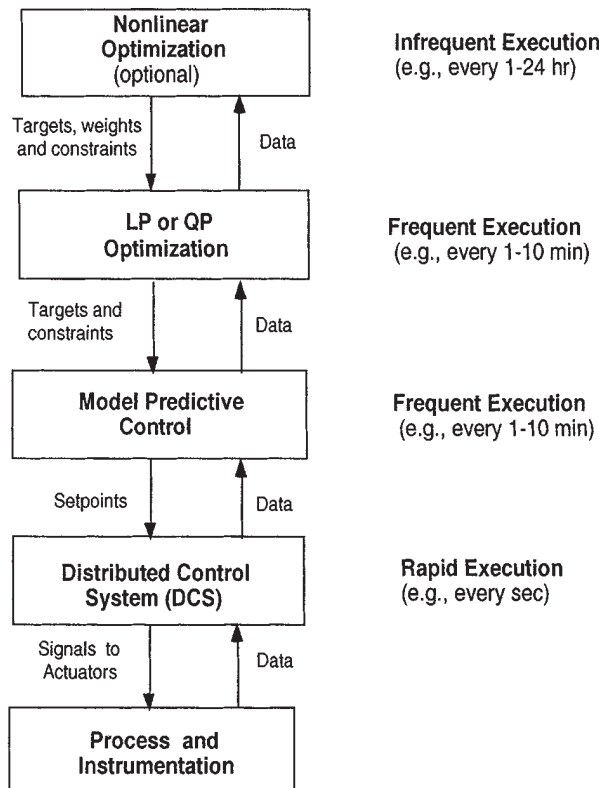 Nonlinear
Optimization
(optional)
Infrequent Execution
(e.g., every 1-24 hr)
Targets, weights
and constraints
Data
LP or QP
Optimization
Frequent Execution
(e.g., every 1-10 min)
Targets and
constraints
Data
Model Predictive
Control
Frequent Execution
(e.g., every 1-10 min)
Setpoints
Data
Distributed Control
System (DCS)
Rapid Execution
(e.g., every sec)
Signals to
Actuators
Data
Process and
Instrumentation